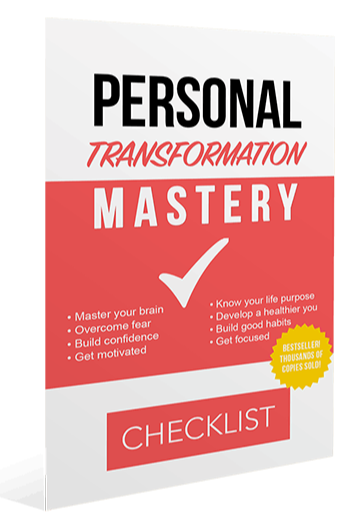 PERSONAL
TRANSFORMATION
MASTERY
• Master your brain
• Overcome fear
• Build confidence
• Get motivated
• Know your life purpose
• Develop a healthier you
• Build good habits
• Get focused
BESTSELLER!
THOUSANDS OF
COPIES SOLD!
CHECKLIST